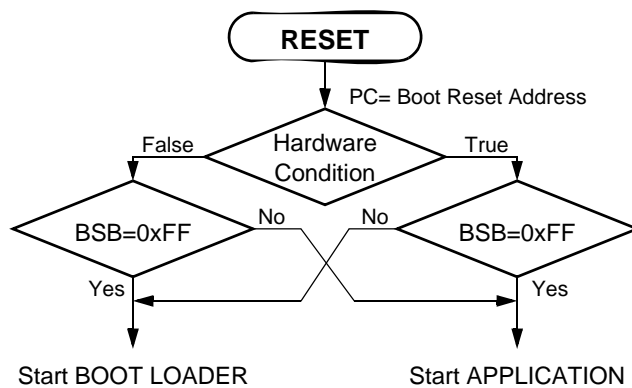 RESET
PC= Boot Reset Address
False
Hardware
Condition
True
BSB=0xFF
No
No
BSB=0xFF
Yes
Yes
Start BOOT LOADER
Start APPLICATION